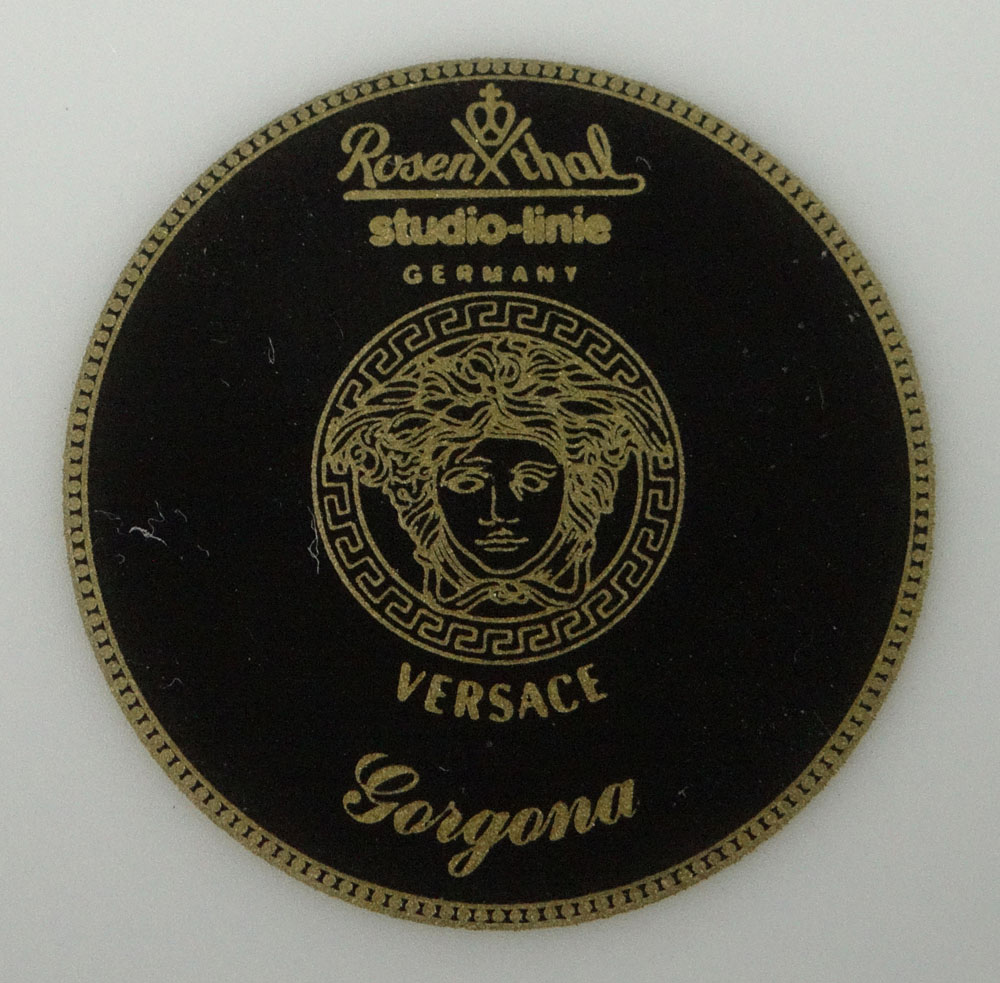 Rosenthal
studio-linie
GERMANY
VERSACE
Gorgona